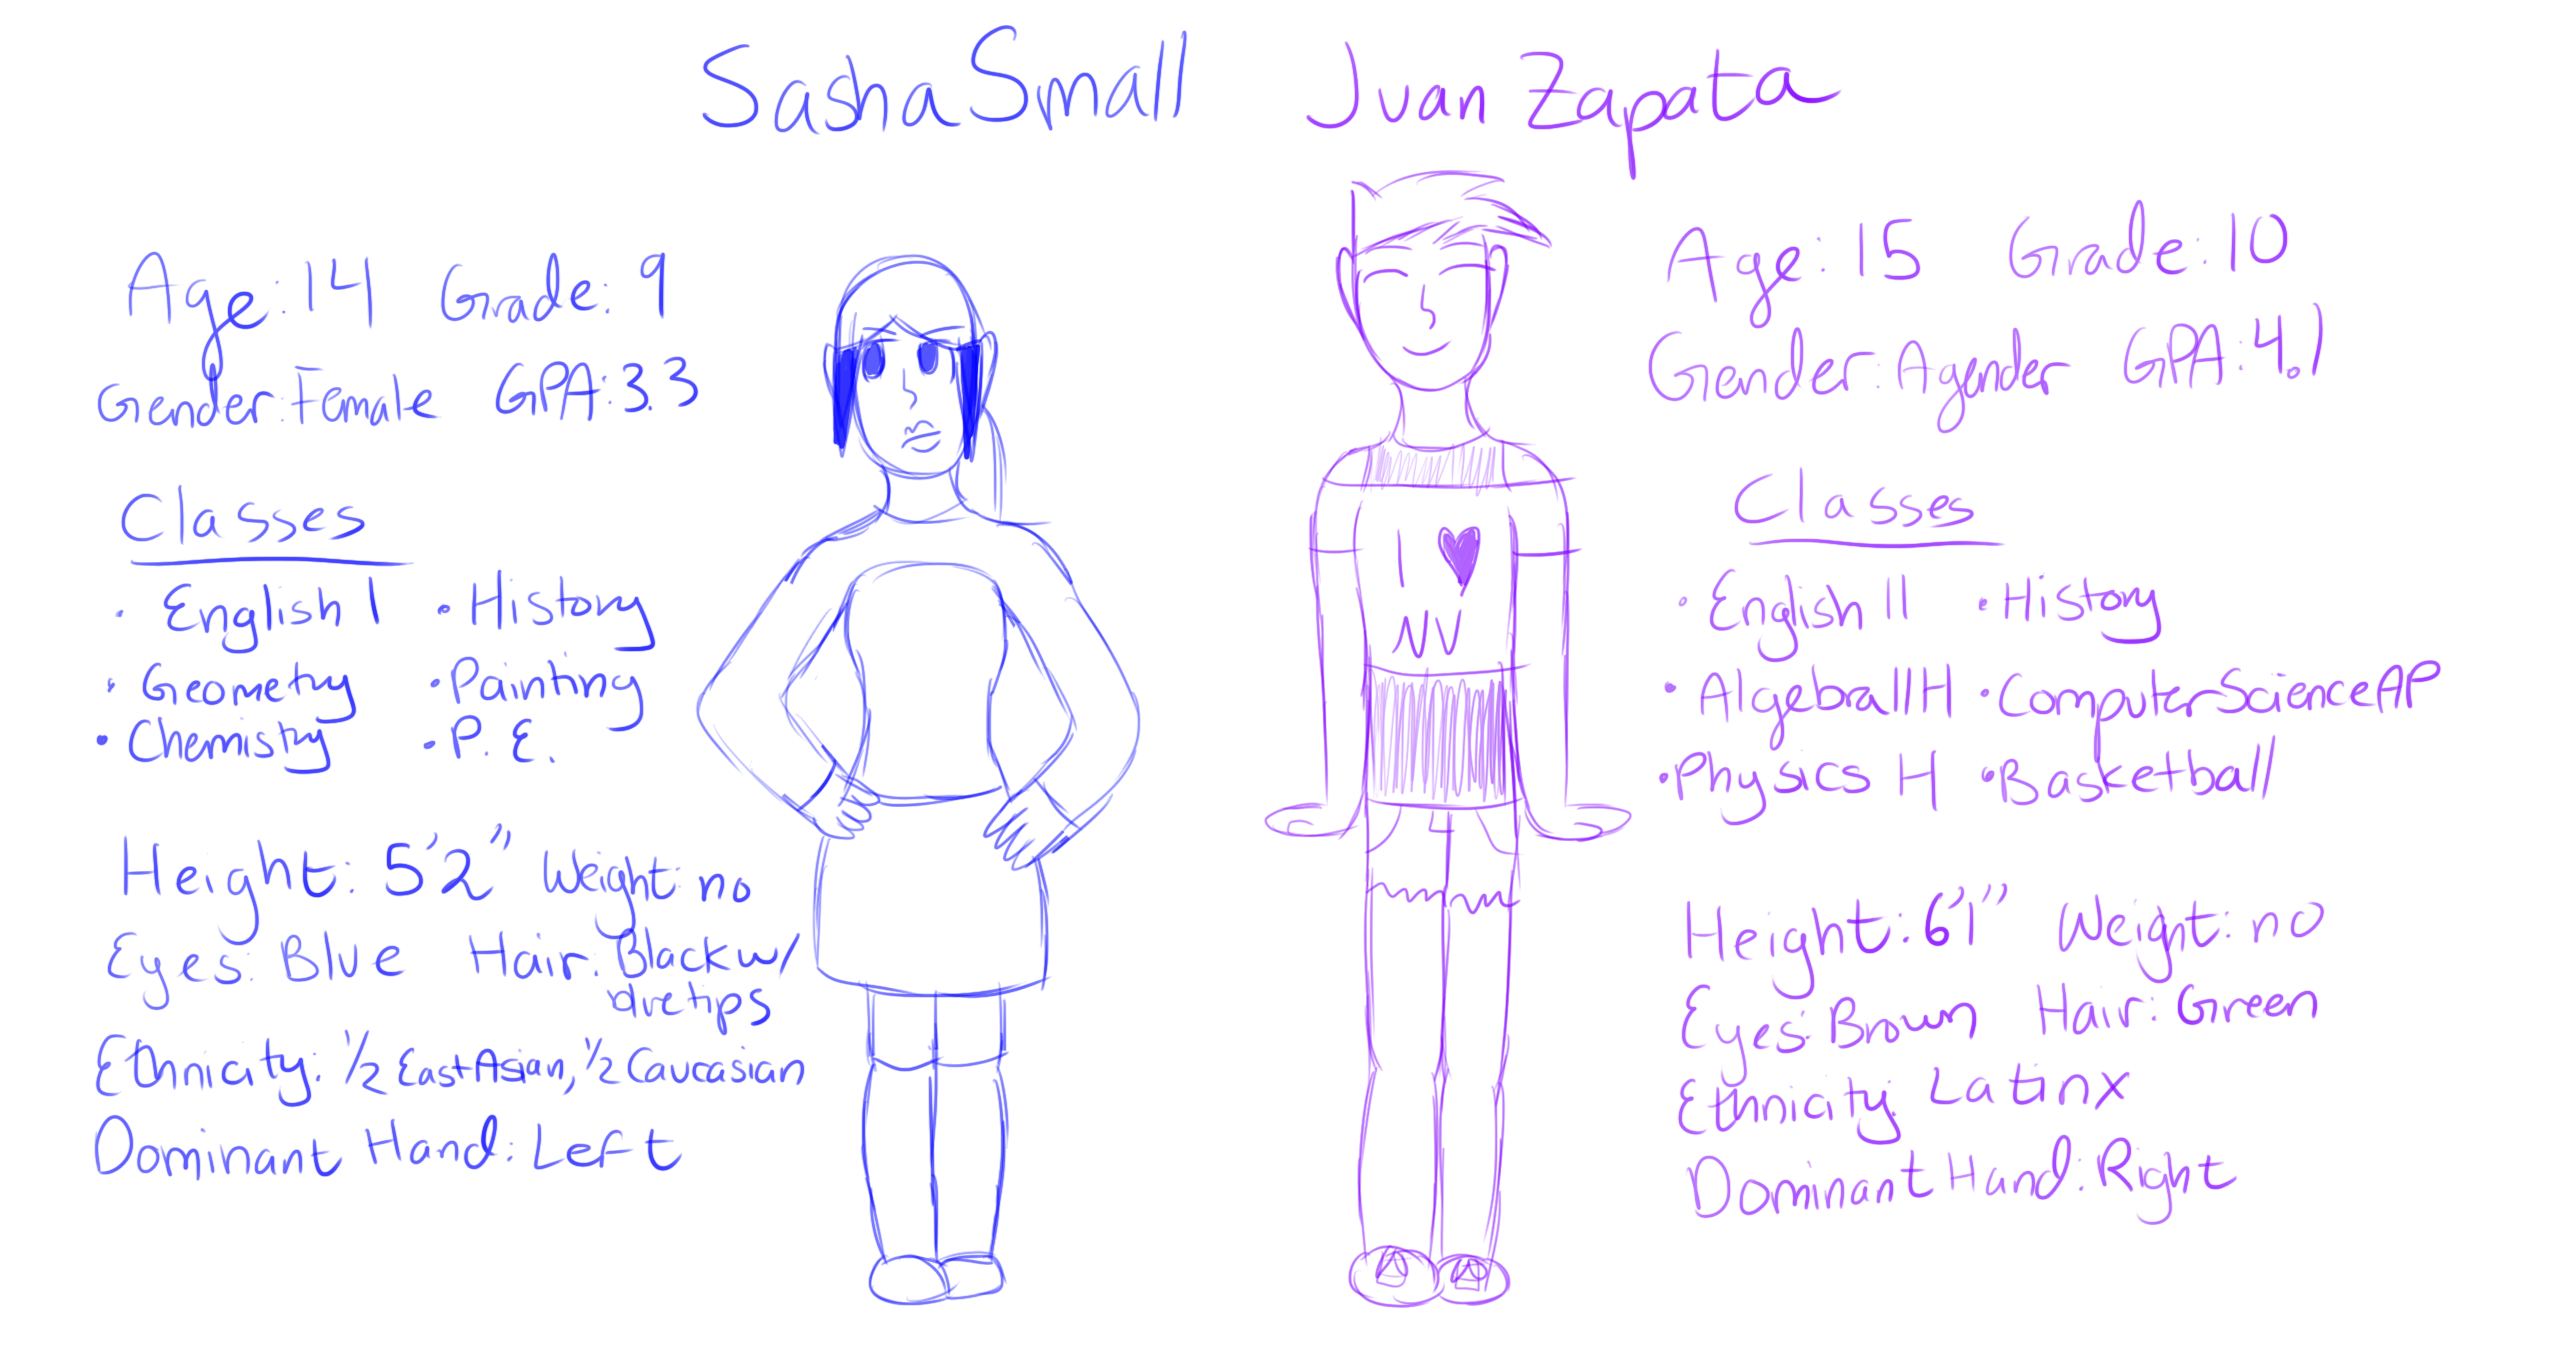 Sasha Small
Age: 14 Grade: 9
Gender: Female GPA: 3.3
Classes
• English I • History
• Geometry • Painting
• Chemistry • P.E.
Height: 5'2" Weight: no
Eyes: Blue Hair: Black w/
blue tips
Ethnicity: 1/2 East Asian, 1/2 Caucasian
Dominant Hand: Left
Juan Zapata
I ♥
NV
Age: 15 Grade: 10
Gender: Agender GPA: 4.1
Classes
• English II • History
• Algebra II H • Computer Science AP
• Physics H • Basketball
Height: 6'1" Weight: no
Eyes: Brown Hair: Green
Ethnicity: Latinx
Dominant Hand: Right